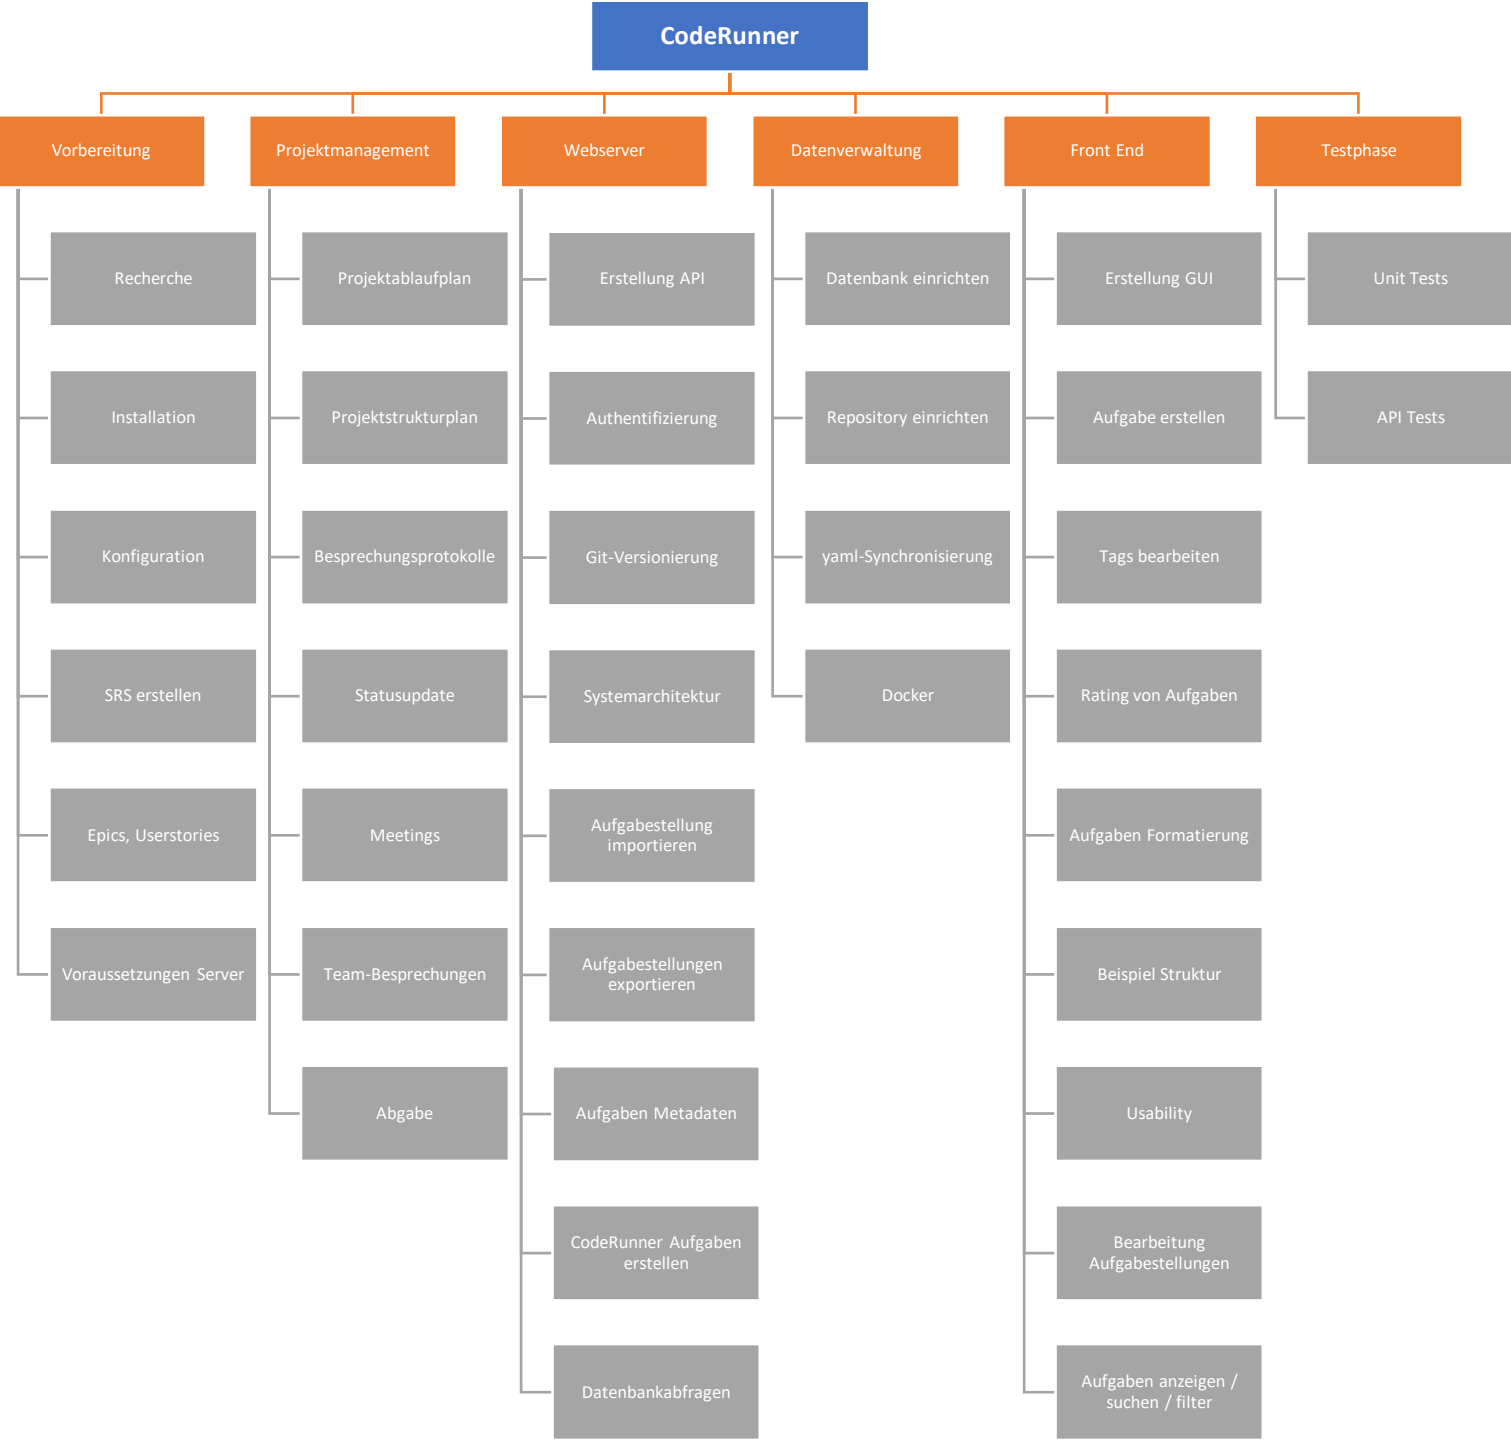 CodeRunner
Vorbereitung
Recherche
Installation
Konfiguration
SRS erstellen
Epics, Userstories
Voraussetzungen Server
Projektmanagement
Projektablaufplan
Projektstrukturplan
Besprechungsprotokolle
Statusupdate
Meetings
Team-Besprechungen
Abgabe
Webserver
Erstellung API
Authentifizierung
Git-Versionierung
Systemarchitektur
Aufgabestellung
importieren
Aufgabestellungen
exportieren
Aufgaben Metadaten
CodeRunner Aufgaben
erstellen
Datenbankabfragen
Datenverwaltung
Datenbank einrichten
Repository einrichten
yaml-Synchronisierung
Docker
Front End
Erstellung GUI
Aufgabe erstellen
Tags bearbeiten
Rating von Aufgaben
Aufgaben Formatierung
Beispiel Struktur
Usability
Bearbeitung
Aufgabestellungen
Aufgaben anzeigen /
suchen / filter
Testphase
Unit Tests
API Tests